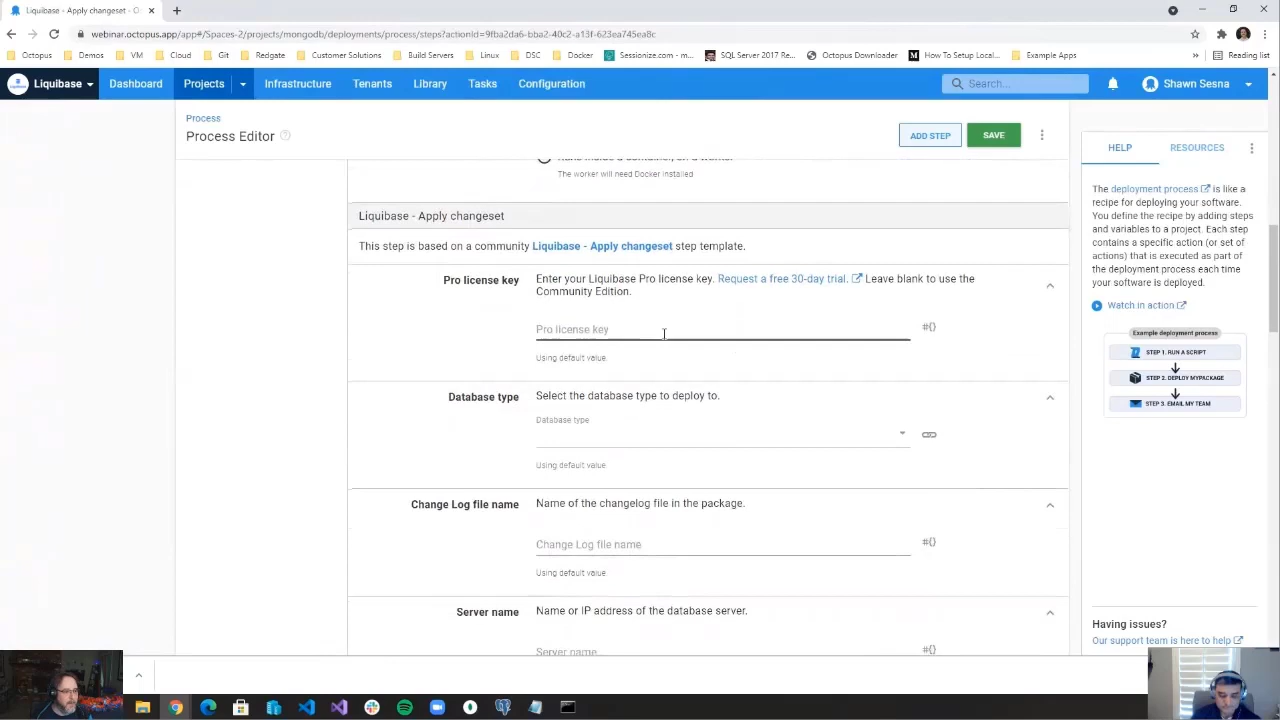 Liquibase - Deployment Process - O
webinar.octopus.app/app#/Spaces-2/projects/mongodb/deployments/process/steps?actionId=9fba2da6-bba2-40c2-a13f-623ea745ea8c
Octopus
Demos
VM
Cloud
Git
Redgate
Customer Solutions
Build Servers
Linux
DSC
Docker
Sessionize.com - m...
SQL Server 2017 Re...
Octopus Downloader
How To Setup Local...
Example Apps
»
Reading list
Liquibase
Dashboard
Projects
Infrastructure
Tenants
Library
Tasks
Configuration
Search...
Shawn Sesna
Process
Process Editor
ADD STEP
SAVE
The worker will need Docker installed
Liquibase - Apply changeset
This step is based on a community Liquibase - Apply changeset step template.
Pro license key
Enter your Liquibase Pro license key. Request a free 30-day trial. Leave blank to use the
Community Edition.
Pro license key
#{}
Using default value
Database type
Select the database type to deploy to.
Database type
Using default value
Change Log file name
Name of the changelog file in the package.
Change Log file name
#{}
Using default value
Server name
Name or IP address of the database server.
Server name
#{}
HELP
RESOURCES
The deployment process is like a
recipe for deploying your software.
You define the recipe by adding steps
and variables to a project. Each step
contains a specific action (or set of
actions) that is executed as part of
the deployment process each time
your software is deployed.
Watch in action
Example deployment process
STEP 1. RUN A SCRIPT
STEP 2. DEPLOY MYPACKAGE
STEP 3. EMAIL MY TEAM
Having issues?
Our support team is here to help